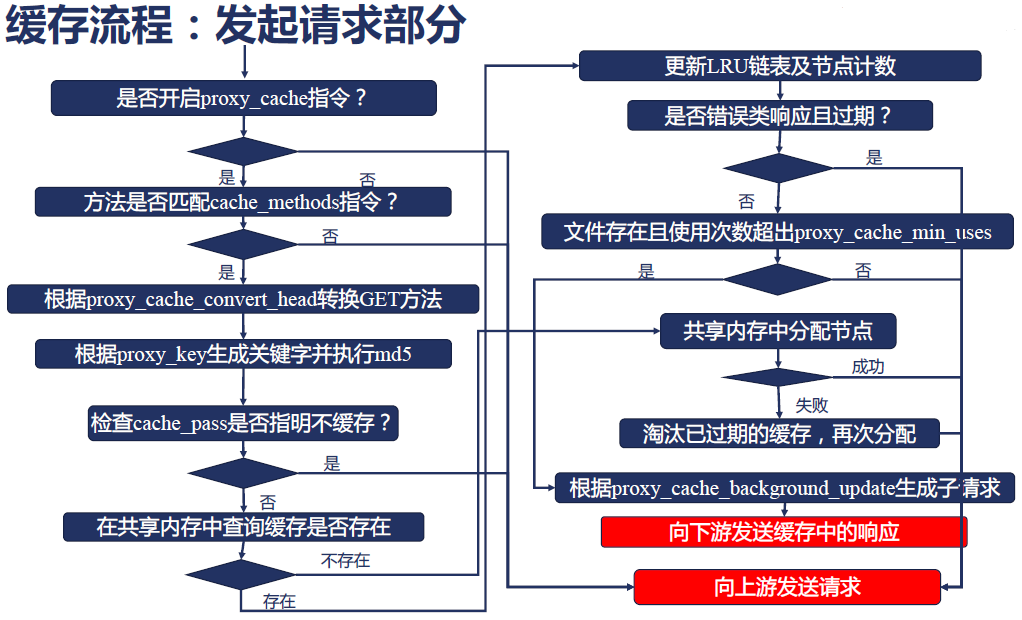 缓存流程：发起请求部分
是否开启proxy_cache指令？
是
否
方法是否匹配cache_methods指令？
否
是
根据proxy_cache_convert_head转换GET方法
根据proxy_key生成关键字并执行md5
检查cache_pass是否指明不缓存？
是
否
在共享内存中查询缓存是否存在
不存在
存在
更新LRU链表及节点计数
是否错误类响应且过期？
是
否
文件存在且使用次数超出proxy_cache_min_uses
是
否
共享内存中分配节点
成功
失败
淘汰已过期的缓存，再次分配
根据proxy_cache_background_update生成子请求
向下游发送缓存中的响应
向上游发送请求